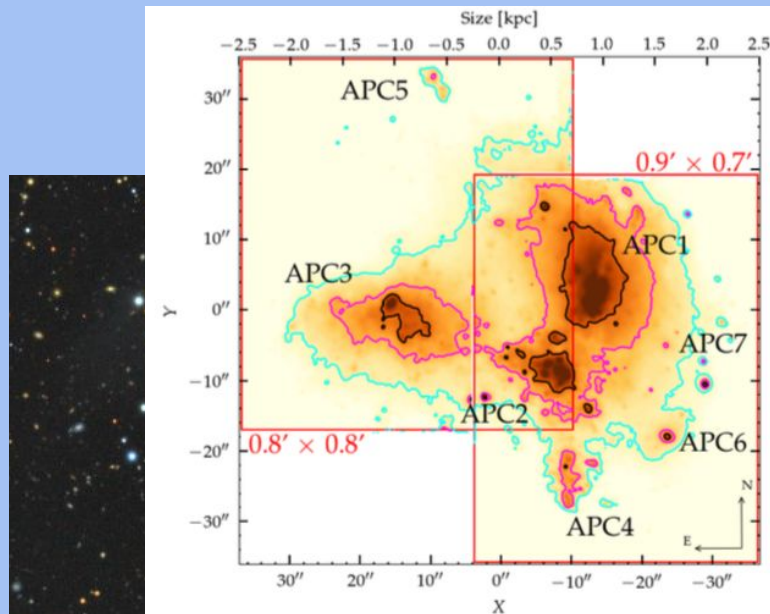 Size [kpc]
−2.5 −2.0 −1.5 −1.0 −0.5 0.0 0.5 1.0 1.5 2.0 2.5
30″
APC5
20″
0.9′ × 0.7′
10″
APC1
APC3
Y
0″
APC7
−10″
APC2
0.8′ × 0.8′
APC6
−20″
N
APC4
−30″
E
30″ 20″ 10″ 0″ −10″ −20″ −30″
X